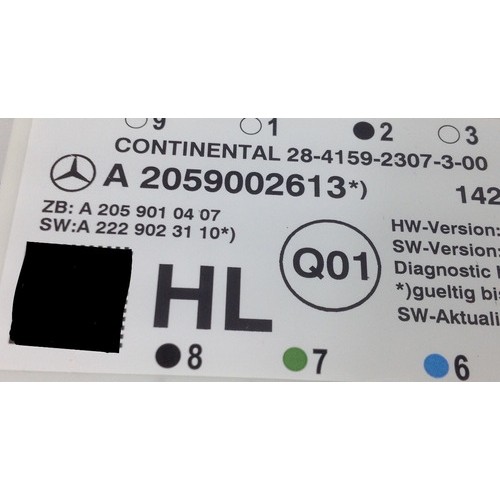 9 1 2 3
CONTINENTAL 28-4159-2307-3-00
A 2059002613*) 142
ZB: A 205 901 04 07
SW:A 222 902 31 10*)
HW-Version:
SW-Version:
Diagnostic
*)gueltig bis
SW-Aktuali
Q01
HL
8 7 6